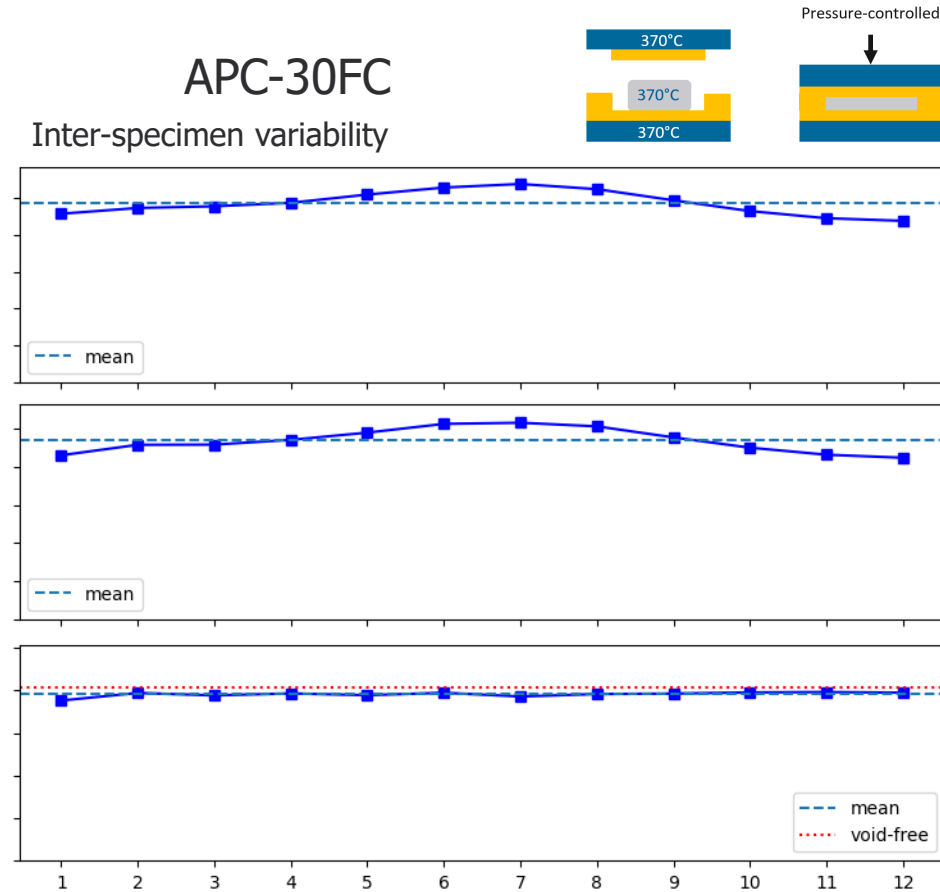 Pressure-controlled
370°C
APC-30FC
370°C
Inter-specimen variability
370°C
mean
mean
mean
void-free
1 2 3 4 5 6 7 8 9 10 11 12